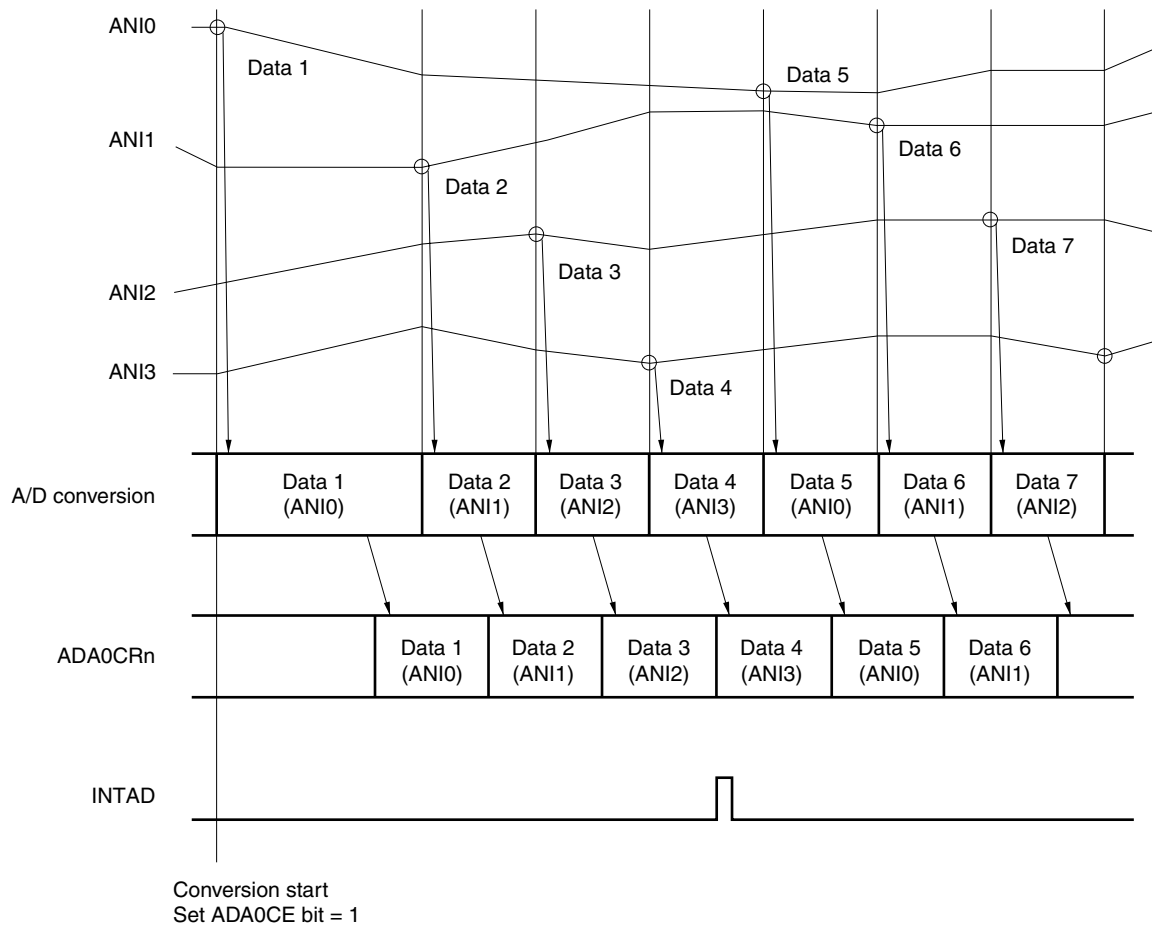 ANI0
Data 1
Data 5
ANI1
Data 6
Data 2
Data 7
Data 3
ANI2
ANI3
Data 4
A/D conversion
Data 1
(ANI0)
Data 2
(ANI1)
Data 3
(ANI2)
Data 4
(ANI3)
Data 5
(ANI0)
Data 6
(ANI1)
Data 7
(ANI2)
ADA0CRn
Data 1
(ANI0)
Data 2
(ANI1)
Data 3
(ANI2)
Data 4
(ANI3)
Data 5
(ANI0)
Data 6
(ANI1)
INTAD
Conversion start
Set ADA0CE bit = 1